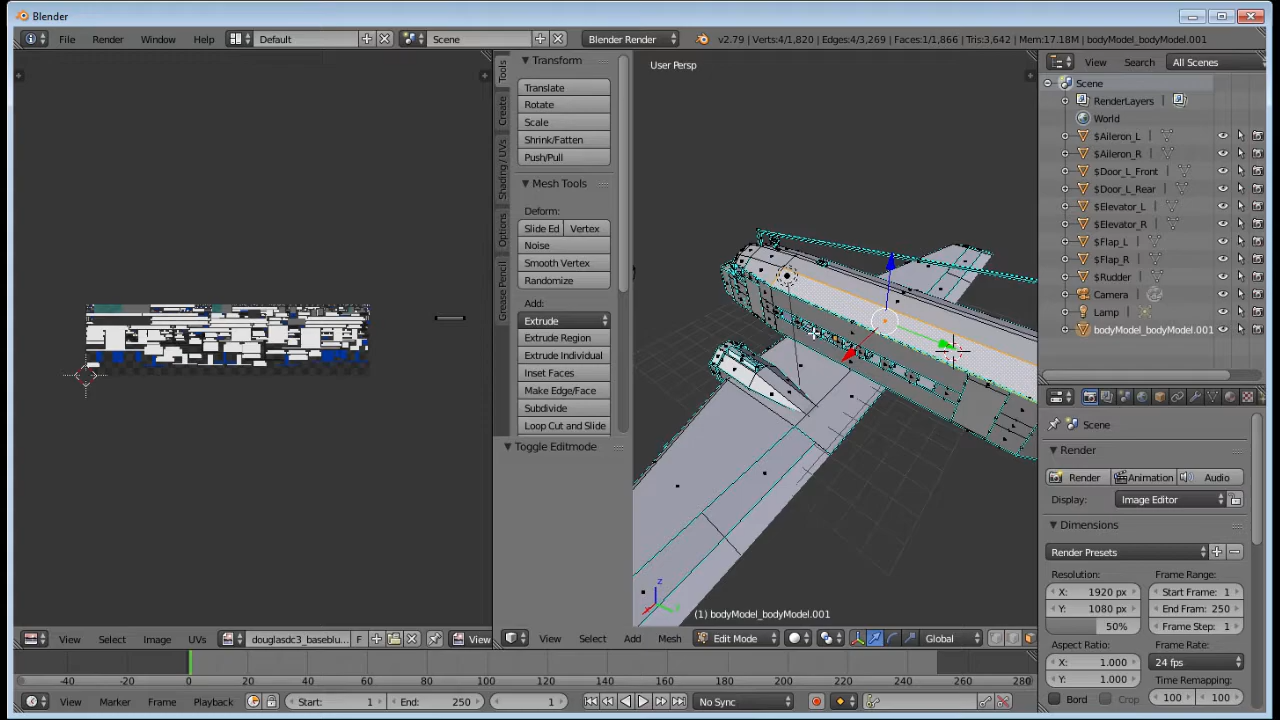 Blender
File Render Window Help Default Scene Blender Render v2.79 | Verts:4/1,820 | Edges:4/3,269 | Faces:1/1,866 | Tris:3,642 | Mem:17.18M | bodyModel_bodyModel.001
Tools
Create
Shading / UVs
Options
Grease Pencil
Transform
Translate
Rotate
Scale
Shrink/Fatten
Push/Pull
Mesh Tools
Deform:
Slide Ed Vertex
Noise
Smooth Vertex
Randomize
Add:
Extrude
Extrude Region
Extrude Individual
Inset Faces
Make Edge/Face
Subdivide
Loop Cut and Slide
Toggle Editmode
User Persp
z
(1) bodyModel_bodyModel.001
View Search All Scenes
Scene
RenderLayers
World
$Aileron_L
$Aileron_R
$Door_L_Front
$Door_L_Rear
$Elevator_L
$Elevator_R
$Flap_L
$Flap_R
$Rudder
Camera
Lamp
bodyModel_bodyModel.001
Scene
Render
Render Animation Audio
Display: Image Editor
Dimensions
Render Presets
Resolution: Frame Range:
X: 1920 px Start Frame: 1
Y: 1080 px End Fram: 250
50% Frame Step: 1
Aspect Ratio: Frame Rate:
X: 1.000 24 fps
Y: 1.000 Time Remapping:
Bord Crop 100 100
View Select Image UVs douglasdc3_baseblu... F View
View Select Add Mesh Edit Mode Global
-40 -20 0 20 40 60 80 100 120 140 160 180 200 220 240 260 280
View Marker Frame Playback Start: 1 End: 250 1 No Sync